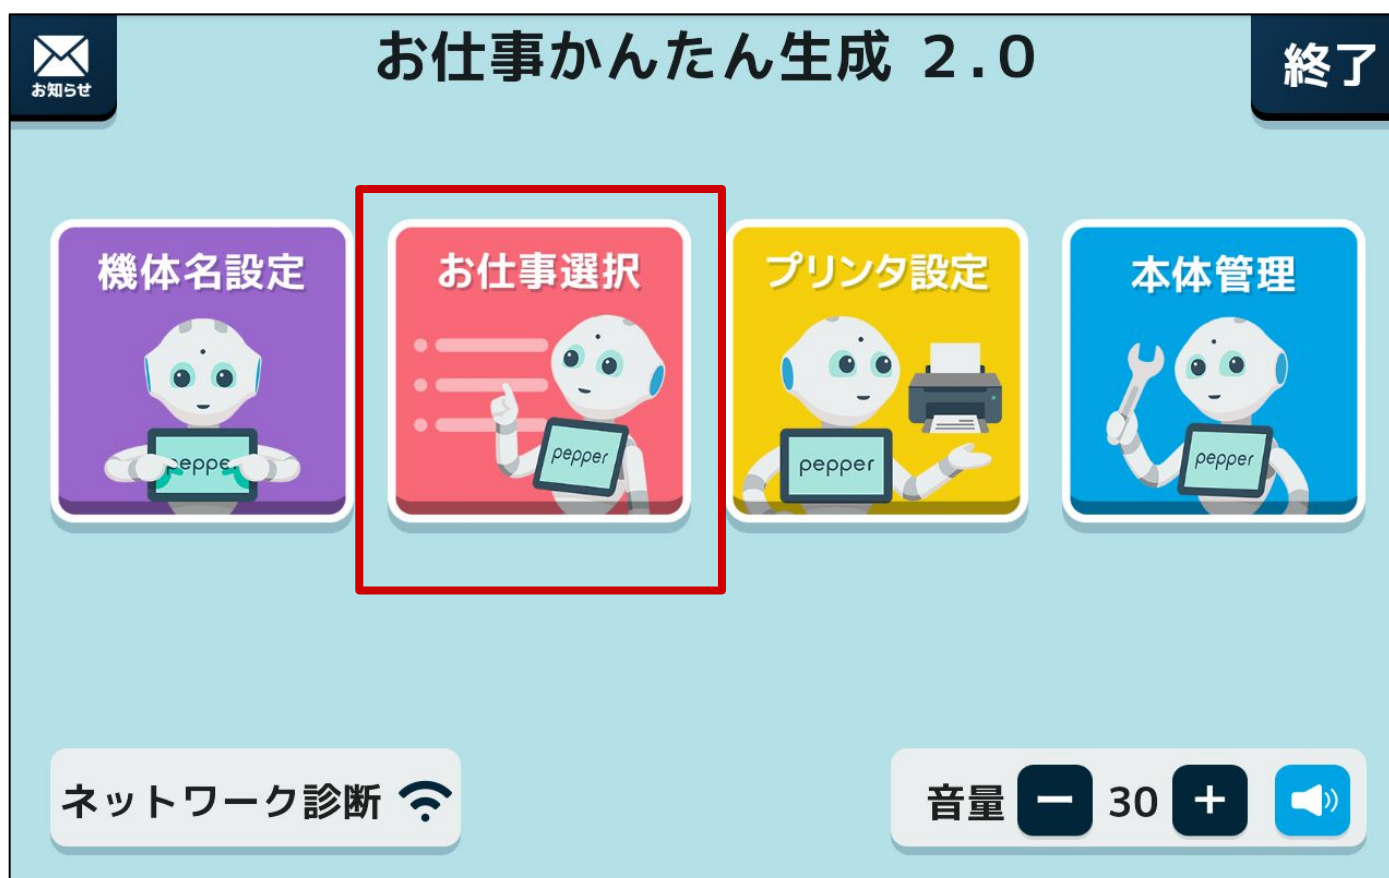 お知らせ
お仕事かんたん生成 2.0
終了
機体名設定
pepper
お仕事選択
pepper
プリンタ設定
pepper
本体管理
pepper
ネットワーク診断
音量 － 30 ＋